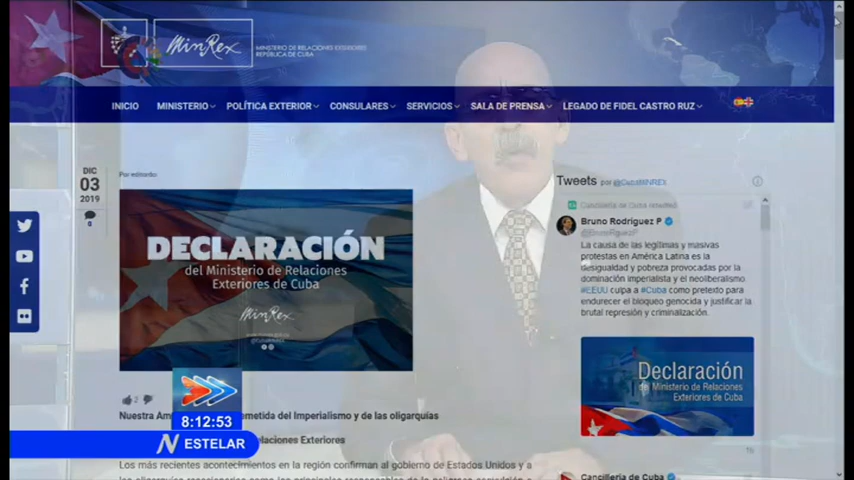 MinRex
MINISTERIO DE RELACIONES EXTERIORES
REPÚBLICA DE CUBA
INICIO MINISTERIO POLÍTICA EXTERIOR CONSULARES SERVICIOS SALA DE PRENSA LEGADO DE FIDEL CASTRO RUZ
DIC
03
2019
Por editor
DECLARACIÓN
del Ministerio de Relaciones
Exteriores de Cuba
MinRex
2
Nuestra Am
emetida del Imperialismo y de las oligarquías
elaciones Exteriores
Los más recientes acontecimientos en la región confirman al gobierno de Estados Unidos y a
Tweets por @CubaMINREX
Cancillería de Cuba retweeted
Bruno Rodríguez P
@BrunoRguezP
La causa de las legítimas y masivas
protestas en América Latina es la
desigualdad y pobreza provocadas por la
dominación imperialista y el neoliberalismo
#EEUU culpa a #Cuba como pretexto para
endurecer el bloqueo genocida y justificar la
brutal represión y criminalización.
Declaración
del Ministerio de Relaciones
Exteriores de Cuba
Cancillería de Cuba
8:12:53
N ESTELAR